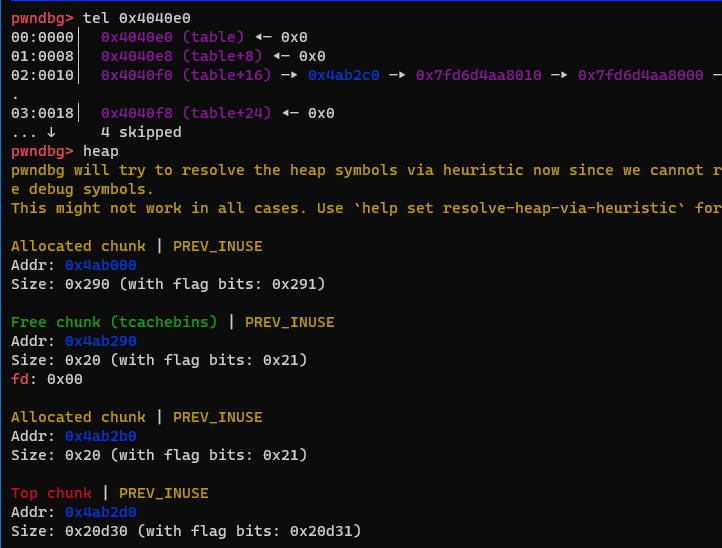 pwndbg> tel 0x4040e0
00:0000│   0x4040e0 (table) ◂— 0x0
01:0008│   0x4040e8 (table+8) ◂— 0x0
02:0010│   0x4040f0 (table+16) —▸ 0x4ab2c0 —▸ 0x7fd6d4aa8010 —▸ 0x7fd6d4aa8000 —
.
03:0018│   0x4040f8 (table+24) ◂— 0x0
... ↓      4 skipped
pwndbg> heap
pwndbg will try to resolve the heap symbols via heuristic now since we cannot r
e debug symbols.
This might not work in all cases. Use `help set resolve-heap-via-heuristic` for

Allocated chunk | PREV_INUSE
Addr: 0x4ab000
Size: 0x290 (with flag bits: 0x291)

Free chunk (tcachebins) | PREV_INUSE
Addr: 0x4ab290
Size: 0x20 (with flag bits: 0x21)
fd: 0x00

Allocated chunk | PREV_INUSE
Addr: 0x4ab2b0
Size: 0x20 (with flag bits: 0x21)

Top chunk | PREV_INUSE
Addr: 0x4ab2d0
Size: 0x20d30 (with flag bits: 0x20d31)